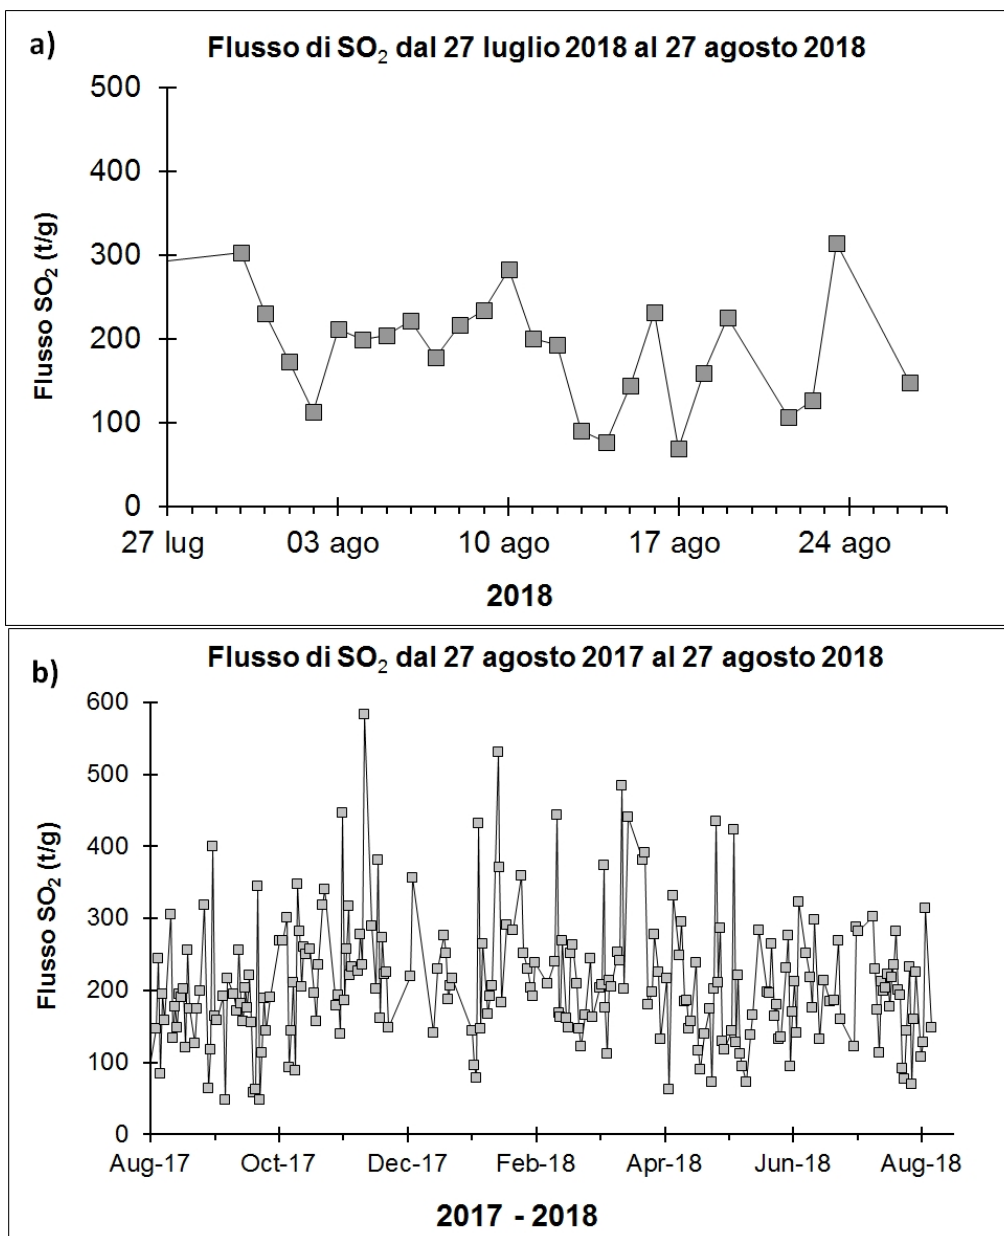 a)
Flusso di SO₂ dal 27 luglio 2018 al 27 agosto 2018
500
400
300
200
100
0
Flusso SO₂ (t/g)
27 lug 03 ago 10 ago 17 ago 24 ago
2018
b)
Flusso di SO₂ dal 27 agosto 2017 al 27 agosto 2018
600
500
400
300
200
100
0
Flusso SO₂ (t/g)
Aug-17 Oct-17 Dec-17 Feb-18 Apr-18 Jun-18 Aug-18
2017 - 2018